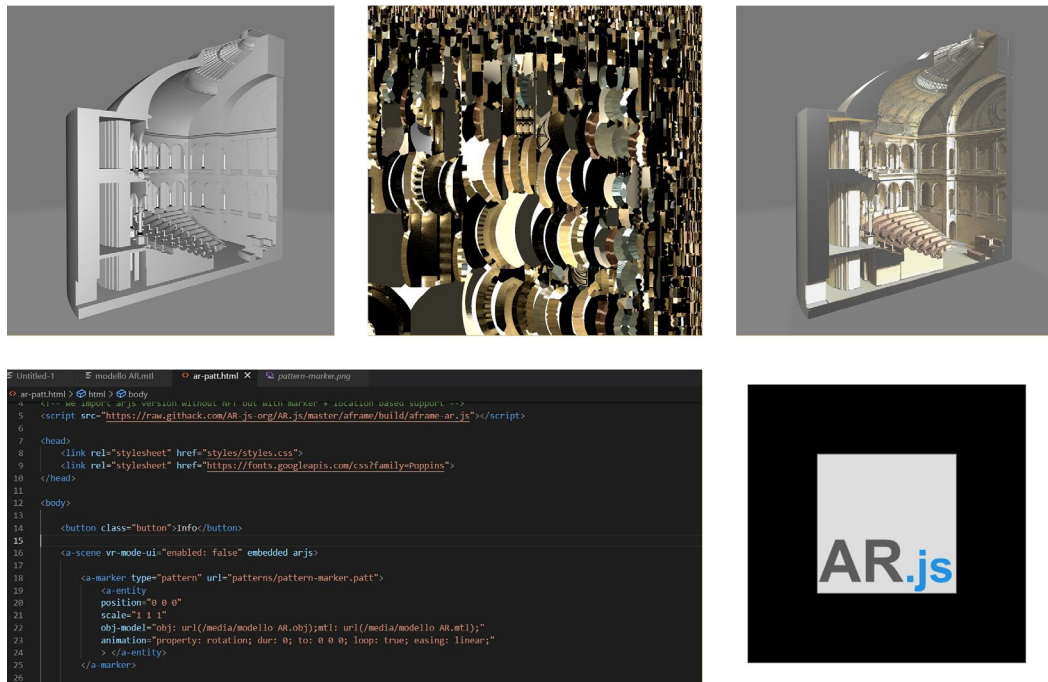 Untitled-1 modello AR.mtl ar-patt.html pattern-marker.png
ar-patt.html > html > body
4 <!-- we import arjs version without NFT but with marker + location based support -->
5 <script src="https://raw.githack.com/AR-js-org/AR.js/master/aframe/build/aframe-ar.js"></script>
6
7 <head>
8 <link rel="stylesheet" href="styles/styles.css">
9 <link rel="stylesheet" href="https://fonts.googleapis.com/css?family=Poppins">
10 </head>
11
12 <body>
13
14 <button class="button">Info</button>
15
16 <a-scene vr-mode-ui="enabled: false" embedded arjs>
17
18 <a-marker type="pattern" url="patterns/pattern-marker.patt">
19 <a-entity
20 position="0 0 0"
21 scale="1 1 1"
22 obj-model="obj: url(/media/modello AR.obj);mtl: url(/media/modello AR.mtl);"
23 animation="property: rotation; dur: 0; to: 0 0 0; loop: true; easing: linear;"
24 > </a-entity>
25 </a-marker>
26
AR.js